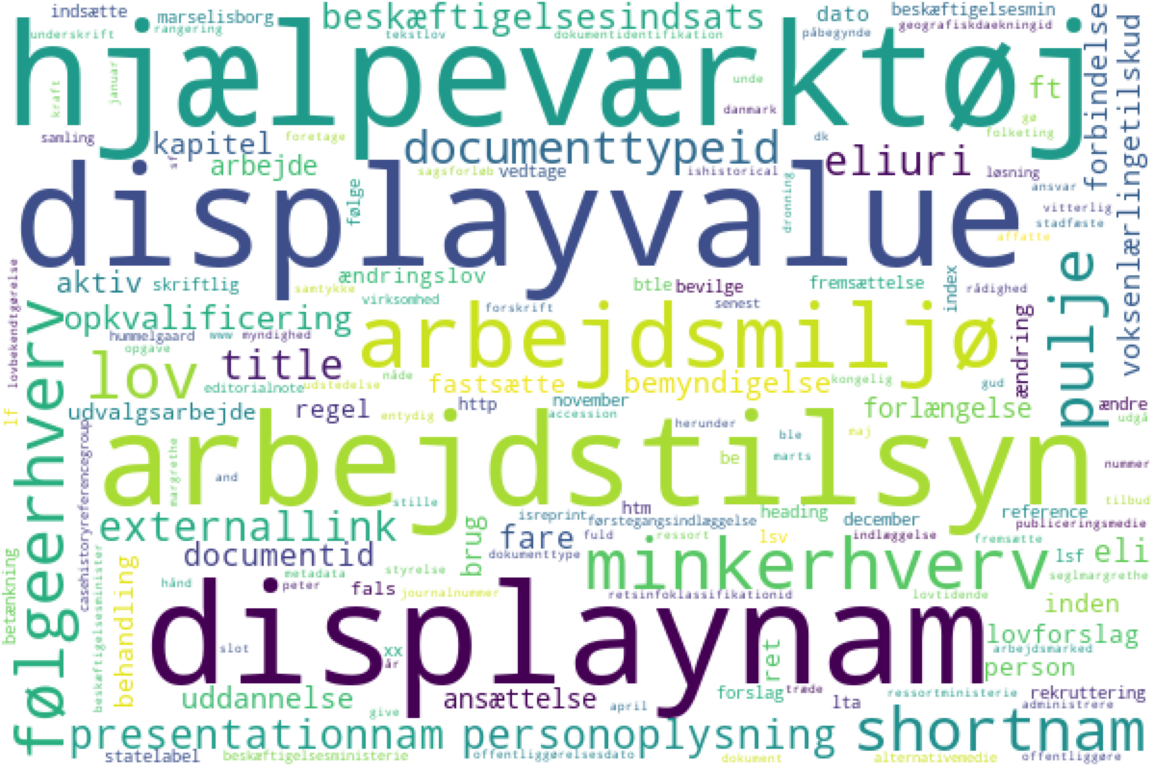 indsætte marselisborg beskæftigelsesindsats dato beskæftigelsesmin
underskrift rangering tekstlov dokumentidentifikation påbegynde geografiskdaekningid
hjælpeværktøj
kraft januar unde danmark ft forbindelse voksenlærlingetilskud
samling kapitel foretage documenttypeid dk gø folketing
sf arbejde sagsforløb vedtage ishistorical eliuri løsning
displayvalue
følge dronning ansvar vitterlig stadfæste affatte
lovbekendtgørelse aktiv skriftlig ændringslov btle bevilge fremsættelse index rådighed
samtykke virksomhed forskrift senest
følgeerhverv opkvalificering arbejdsmiljø ændring pulje
hummelgaard www myndighed opgave
lov title
editorialnote udstedelse nåde fastsætte bemyndigelse kongelig gud
lf udvalgsarbejde regel entydig http november accession forlængelse ændre udgå
arbejdstilsyn
casehistoryreferencegroup margrethe and herunder be ble marts maj nummer
stille tilbud
externallink brug isreprint htm førstegangsindlæggelse heading december reference publiceringsmedie
documentid fare dokumenttype fuld ressortministerie lsv indlæggelse fremsætte
betænkning beskæftigelsesminister behandling metadata styrelse minkerhverv lsf eli seglmargrethe
hånd peter fals journalnummer retsinfoklassifikationid lovtidende
displaynam
inden
slot xx år ret lovforslag arbejdsmarked person
uddannelse give ansættelse april forslag træde lta ressortministerie rekruttering administrere
presentationnam personoplysning shortnam
statelabel beskæftigelsesministerie offentliggørelsesdato dokument alternativemedie offentliggøre